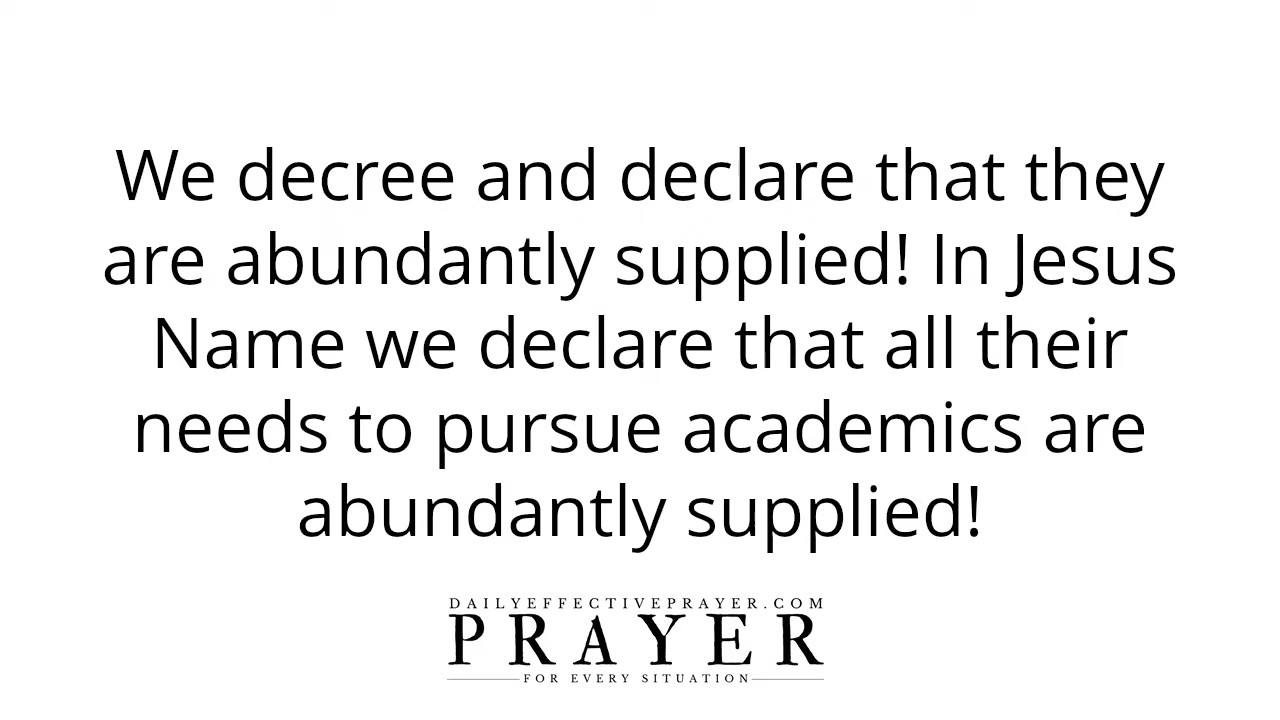 We decree and declare that they
are abundantly supplied! In Jesus
Name we declare that all their
needs to pursue academics are
abundantly supplied!
DAILYEFFECTIVEPRAYER.COM
PRAYER
FOR EVERY SITUATION